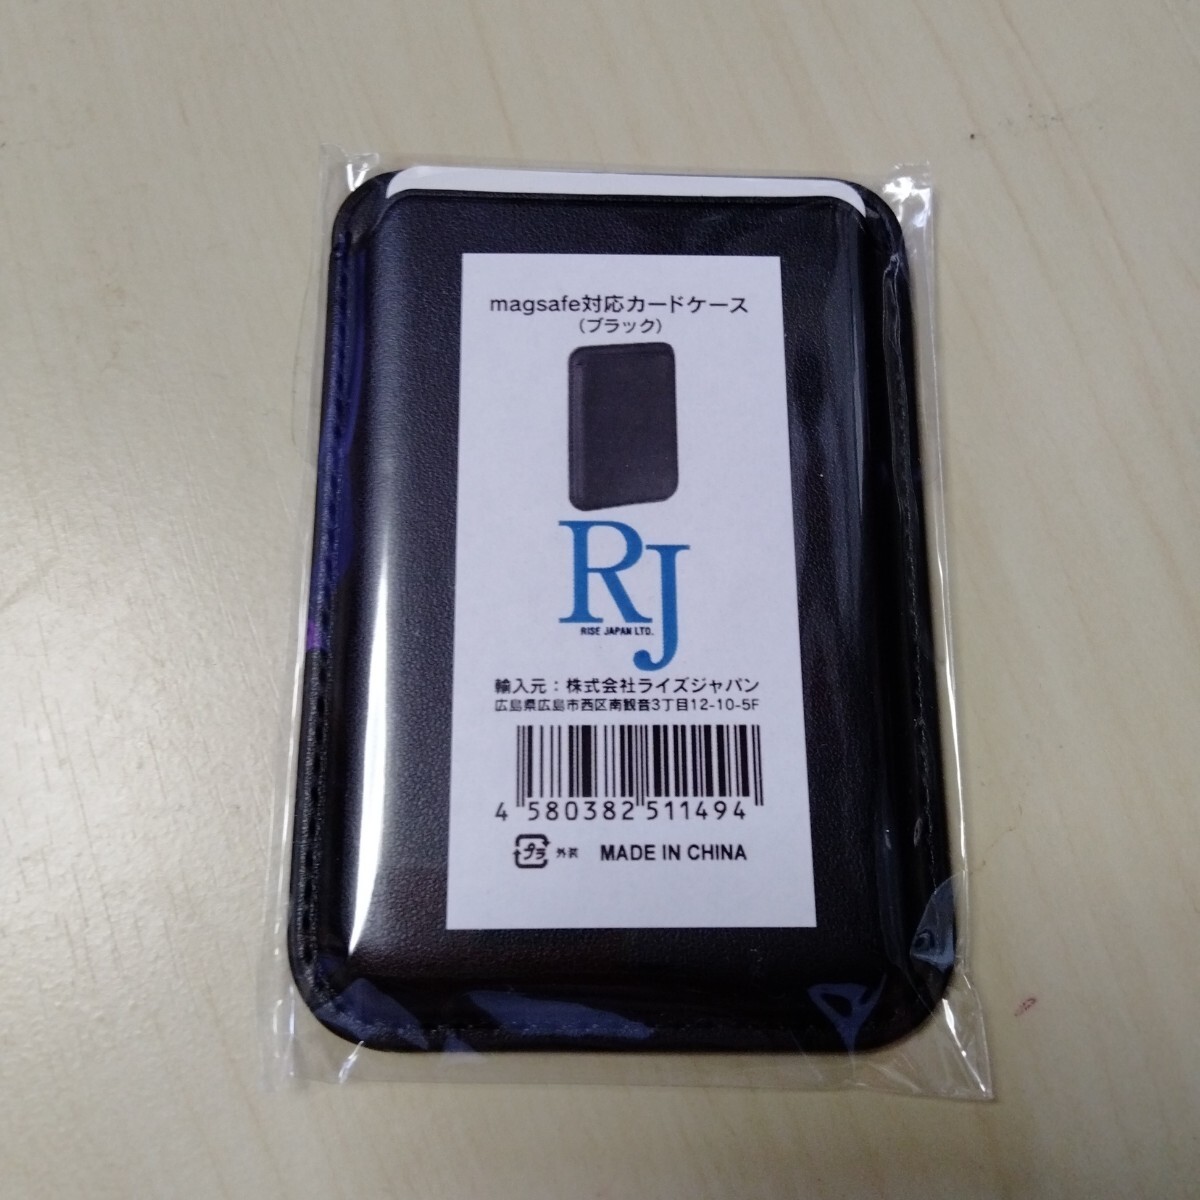 magsafe対応カードケース
（ブラック）
RJ
RISE JAPAN LTD.
輸入元：株式会社ライズジャパン
広島県広島市西区南観音3丁目12-10-5F
4 580382 511494
プラ 外装 MADE IN CHINA